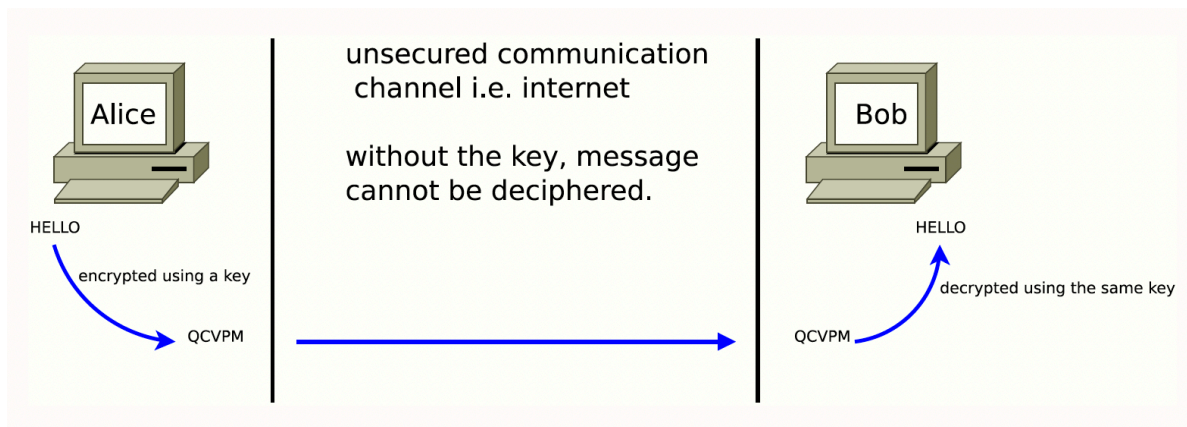 Alice
HELLO
encrypted using a key
QCVPM
unsecured communication
channel i.e. internet
without the key, message
cannot be deciphered.
Bob
HELLO
decrypted using the same key
QCVPM